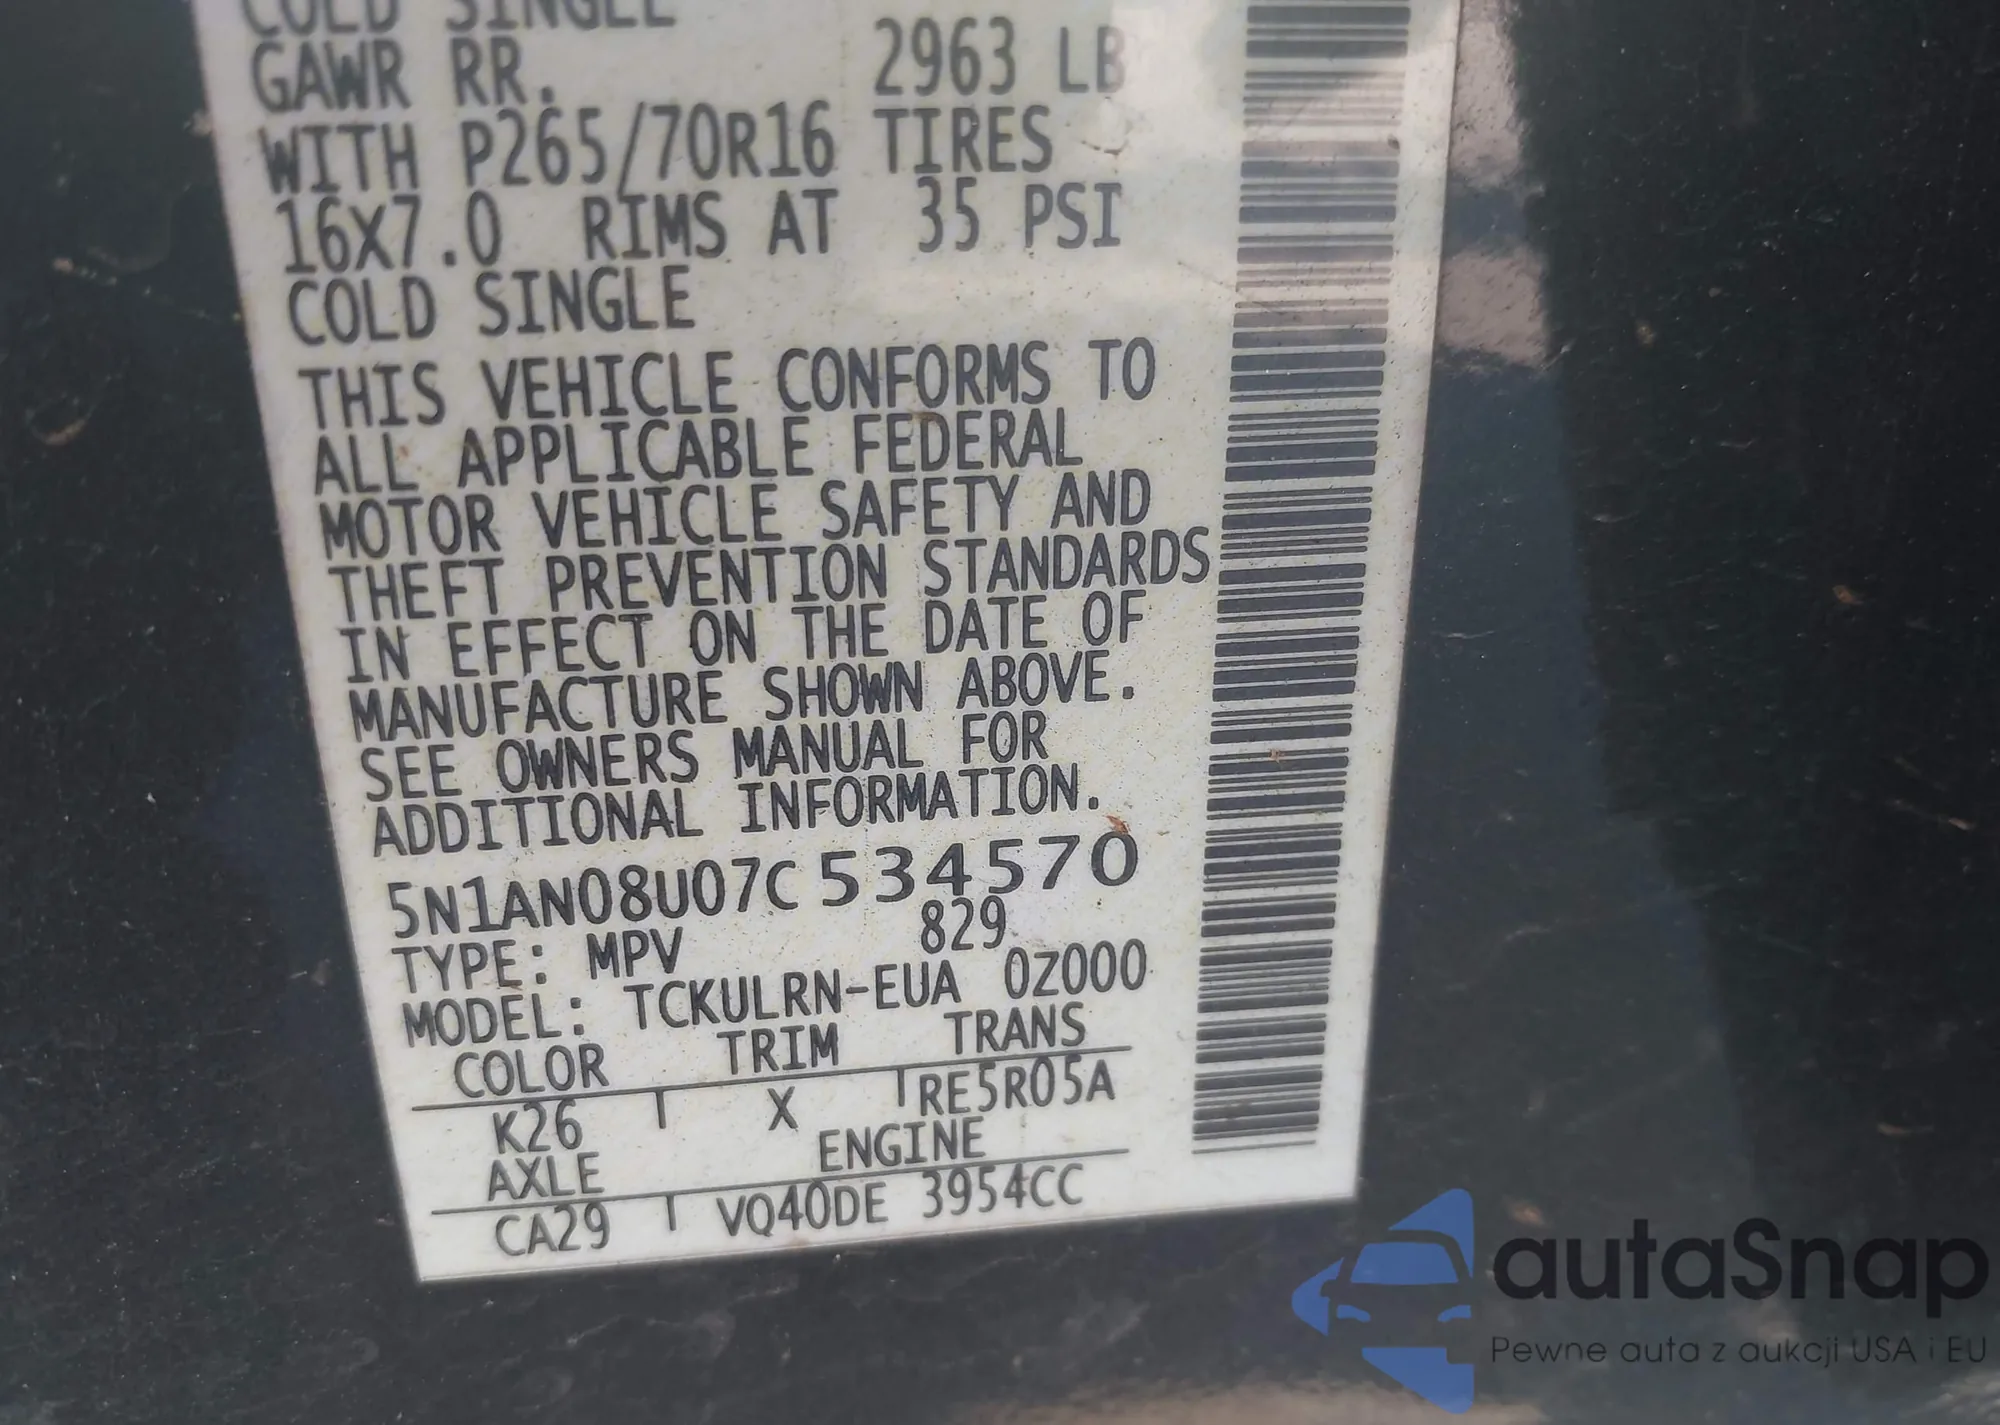 COLD SINGLE
GAWR RR. 2963 LB
WITH P265/70R16 TIRES
16X7.0 RIMS AT 35 PSI
COLD SINGLE
THIS VEHICLE CONFORMS TO
ALL APPLICABLE FEDERAL
MOTOR VEHICLE SAFETY AND
THEFT PREVENTION STANDARDS
IN EFFECT ON THE DATE OF
MANUFACTURE SHOWN ABOVE.
SEE OWNERS MANUAL FOR
ADDITIONAL INFORMATION.
5N1AN08U07C534570
TYPE: MPV 829
MODEL: TCKULRN-EUA 0Z000
COLOR TRIM TRANS
K26 X RE5R05A
AXLE ENGINE
CA29 VQ40DE 3954CC
autaSnap
Pewne auta z aukcji USA i EU